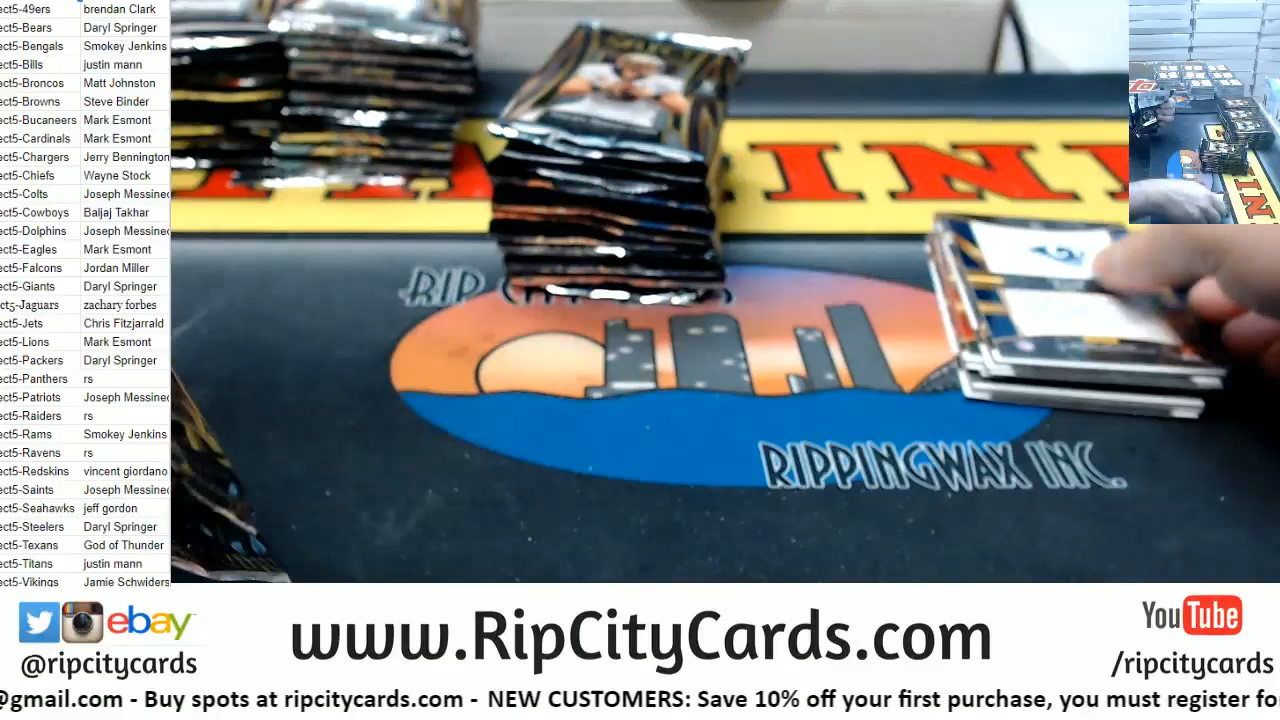 ect5-49ers brendan Clark
ect5-Bears Daryl Springer
ect5-Bengals Smokey Jenkins
ect5-Bills justin mann
ect5-Broncos Matt Johnston
ect5-Browns Steve Binder
ect5-Bucaneers Mark Esmont
ect5-Cardinals Mark Esmont
ect5-Chargers Jerry Bennington
ect5-Chiefs Wayne Stock
ect5-Colts Joseph Messinec
ect5-Cowboys Baljaj Takhar
ect5-Dolphins Joseph Messinec
ect5-Eagles Mark Esmont
ect5-Falcons Jordan Miller
ect5-Giants Daryl Springer
ct5-Jaguars zachary forbes
ect5-Jets Chris Fitzjarrald
ect5-Lions Mark Esmont
ect5-Packers Daryl Springer
ect5-Panthers rs
ect5-Patriots Joseph Messinec
ect5-Raiders rs
ect5-Rams Smokey Jenkins
ect5-Ravens rs
ect5-Redskins vincent giordano
ect5-Saints Joseph Messinec
ect5-Seahawks jeff gordon
ect5-Steelers Daryl Springer
ect5-Texans God of Thunder
ect5-Titans justin mann
ect5-Vikings Jamie Schwiders
INI
RIP
RIPPINGWAX INC.
ebay
@ripcitycards
www.RipCityCards.com
YouTube
/ripcitycards
@gmail.com - Buy spots at ripcitycards.com - NEW CUSTOMERS: Save 10% off your first purchase, you must register fo